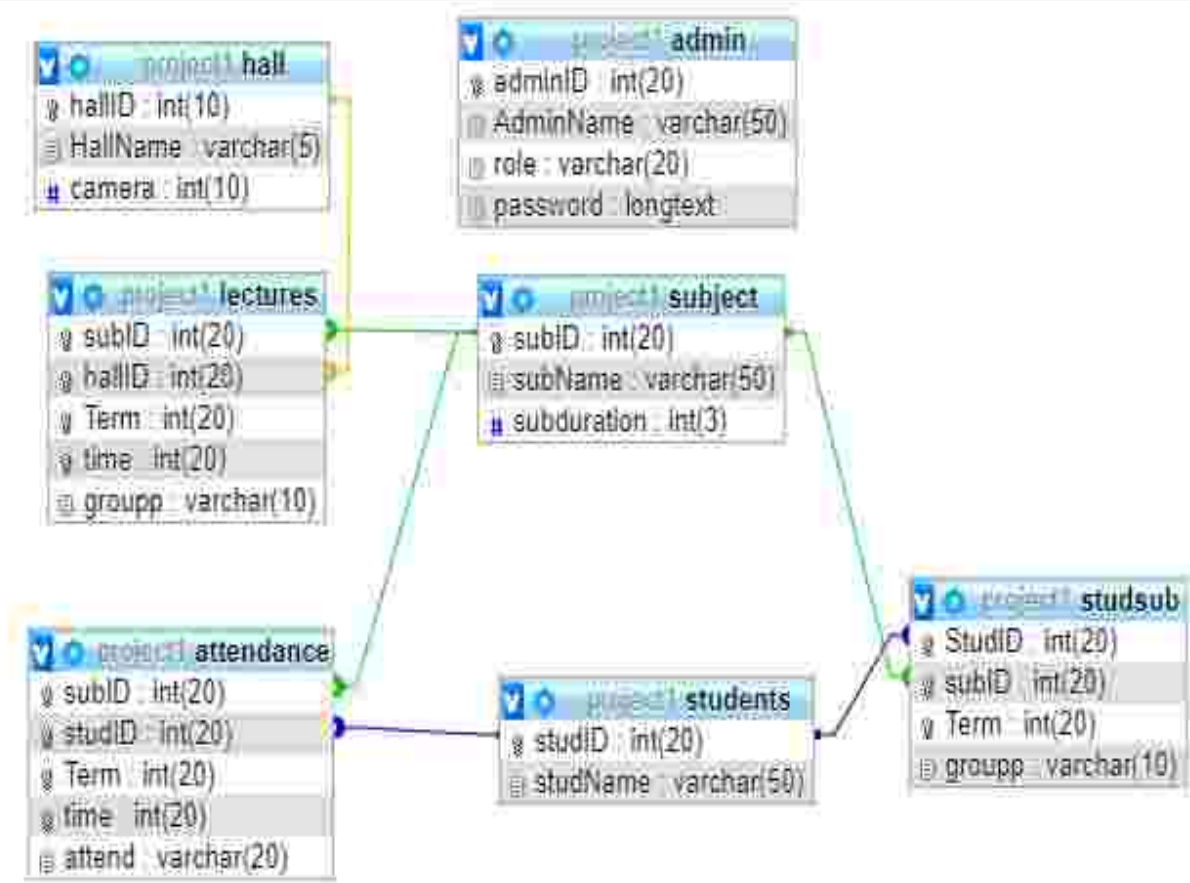 project1 hall
hallID : int(10)
HallName : varchar(5)
camera : int(10)
project1 admin
adminID : int(20)
AdminName : varchar(50)
role : varchar(20)
password : longtext
project1 lectures
subID : int(20)
hallID : int(20)
Term : int(20)
time : int(20)
groupp : varchar(10)
project1 subject
subID : int(20)
subName : varchar(50)
subduration : int(3)
project1 attendance
subID : int(20)
studID : int(20)
Term : int(20)
time : int(20)
attend : varchar(20)
project1 students
studID : int(20)
studName : varchar(50)
project1 studsub
StudID : int(20)
subID : int(20)
Term : int(20)
groupp : varchar(10)